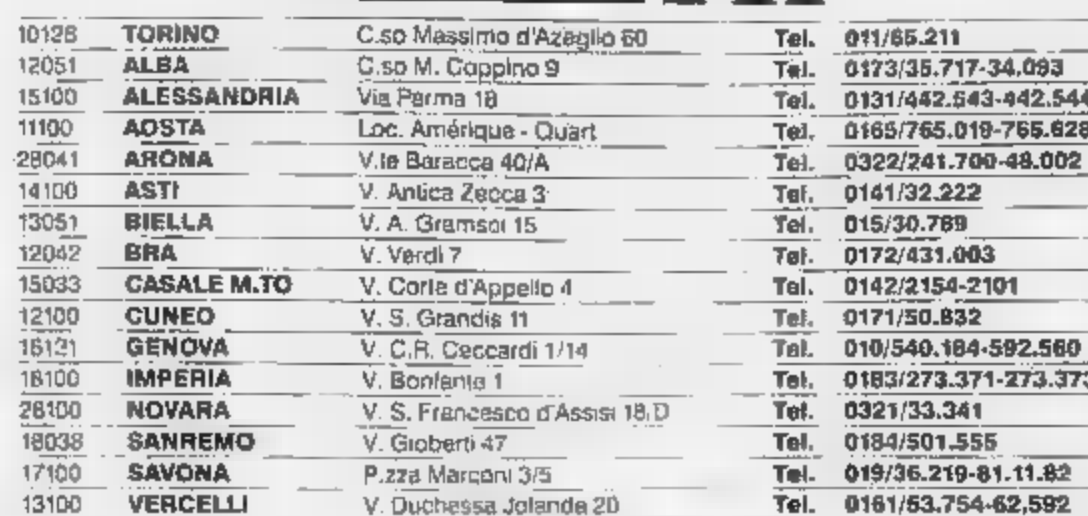 10126 TORINO C.so Massimo d'Azeglio 60 Tel. 011/65.211
12051 ALBA C.so M. Coppino 9 Tel. 0173/35.717-34.093
15100 ALESSANDRIA Via Parma 18 Tel. 0131/442.543-442.544
11100 AOSTA Loc. Amérique - Quart Tel. 0165/765.019-765.628
28041 ARONA V.le Baracca 40/A Tel. 0322/241.700-48.002
14100 ASTI V. Antica Zecca 3 Tel. 0141/32.222
13051 BIELLA V. A. Gramsci 15 Tel. 015/30.789
12042 BRA V. Verdi 7 Tel. 0172/431.003
15033 CASALE M.TO V. Corte d'Appello 4 Tel. 0142/2154-2101
12100 CUNEO V. S. Grandis 11 Tel. 0171/50.832
16121 GENOVA V. C.R. Ceccardi 1/14 Tel. 010/540.184-592.560
18100 IMPERIA V. Bonfante 1 Tel. 0183/273.371-273.373
28100 NOVARA V. S. Francesco d'Assisi 18/D Tel. 0321/33.341
18038 SANREMO V. Gioberti 47 Tel. 0184/501.555
17100 SAVONA P.zza Marconi 3/5 Tel. 019/36.219-81.11.82
13100 VERCELLI V. Duchessa Jolanda 20 Tel. 0161/53.754-62,592